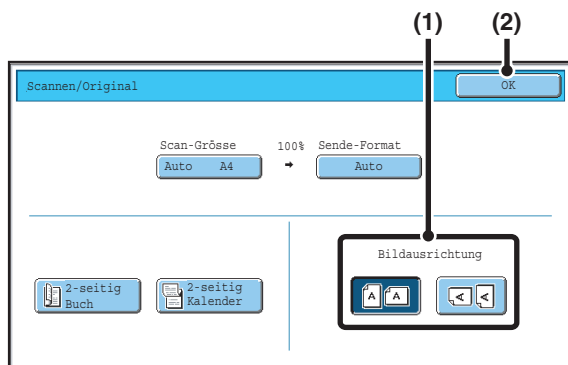 (1) (2)
Scannen/Original OK
Scan-Grösse 100% Sende-Format
Auto A4 Auto
Bildausrichtung
2-seitig 2-seitig
Buch Kalender
A A A A